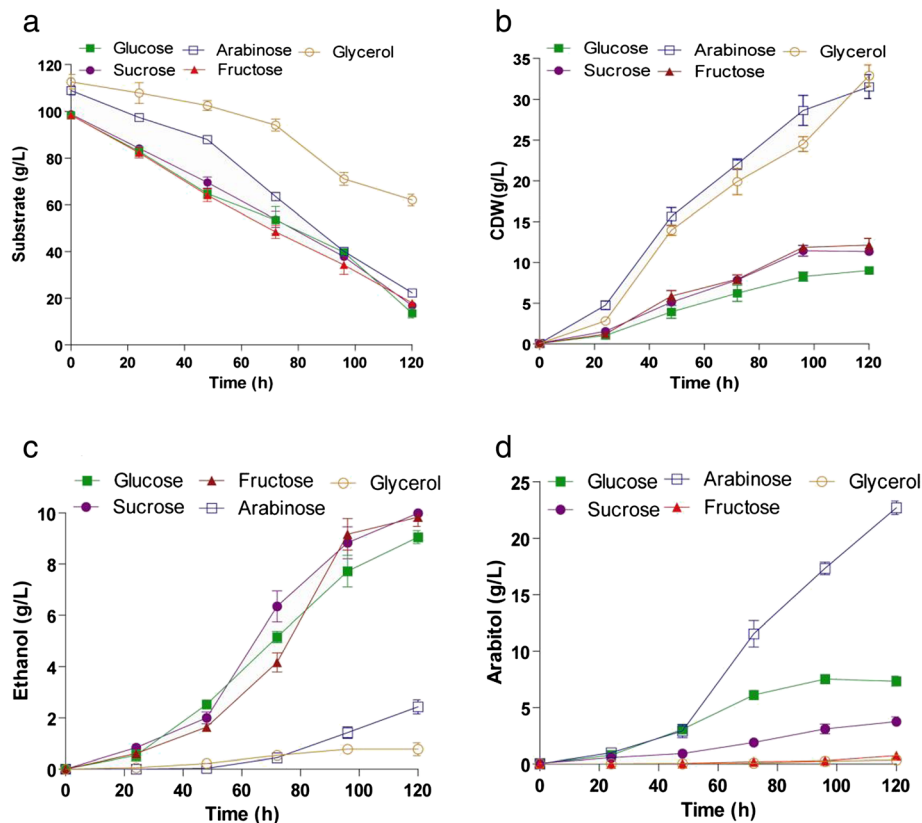 a
Glucose Arabinose Glycerol
Sucrose Fructose
120
100
80
60
40
20
0
Substrate (g/L)
0 20 40 60 80 100 120
Time (h)
b
Glucose Arabinose Glycerol
Sucrose Fructose
35
30
25
20
15
10
5
0
CDW(g/L)
0 20 40 60 80 100 120
Time (h)
c
Glucose Fructose Glycerol
Sucrose Arabinose
10
8
6
4
2
0
Ethanol (g/L)
0 20 40 60 80 100 120
Time (h)
d
Glucose Arabinose Glycerol
Sucrose Fructose
25
20
15
10
5
0
Arabitol (g/L)
0 20 40 60 80 100 120
Time (h)